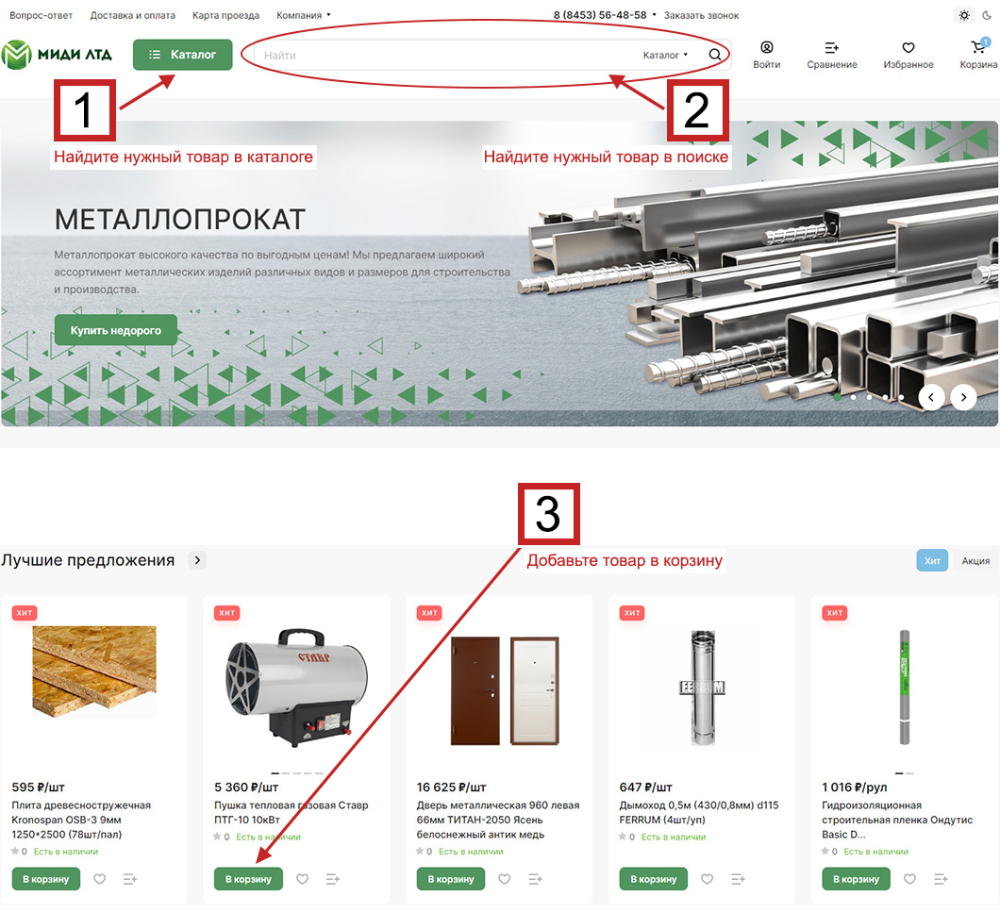 Вопрос-ответ Доставка и оплата Карта проезда Компания 8 (8453) 56-48-58 Заказать звонок
МИДИ ЛТД Каталог Найти Каталог Войти Сравнение Избранное Корзина 1
1 2
Найдите нужный товар в каталоге Найдите нужный товар в поиске
МЕТАЛЛОПРОКАТ
Металлопрокат высокого качества по выгодным ценам! Мы предлагаем широкий
ассортимент металлических изделий различных видов и размеров для строительства
и производства.
Купить недорого
3
Лучшие предложения Добавьте товар в корзину Хит Акция
ХИТ ХИТ ХИТ ХИТ ХИТ
СТАВР
FERRUM
595 ₽/шт
Плита древесностружечная
Kronospan OSB-3 9мм
1250*2500 (78шт/пал)
0 Есть в наличии
В корзину
5 360 ₽/шт
Пушка тепловая газовая Ставр
ПТГ-10 10кВт
0 Есть в наличии
В корзину
16 625 ₽/шт
Дверь металлическая 960 левая
66мм ТИТАН-2050 Ясень
белоснежный антик медь
0 Есть в наличии
В корзину
647 ₽/шт
Дымоход 0,5м (430/0,8мм) d115
FERRUM (4шт/уп)
0 Есть в наличии
В корзину
1 016 ₽/рул
Гидроизоляционная
строительная пленка Ондутис
Basic D...
0 Есть в наличии
В корзину